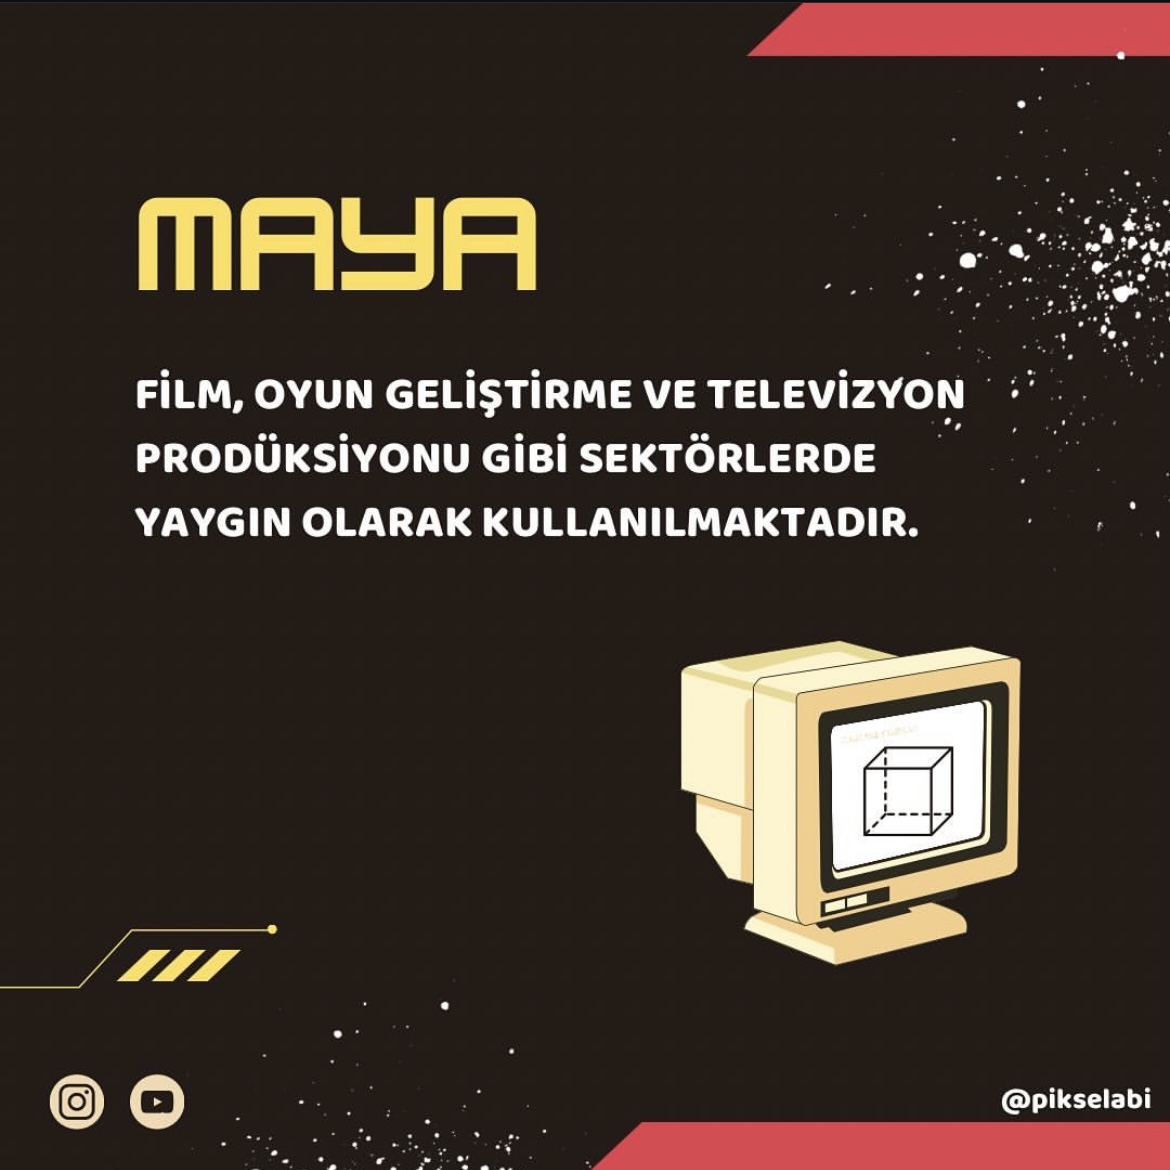 MAYA
FİLM, OYUN GELİŞTİRME VE TELEVİZYON
PRODÜKSİYONU GİBİ SEKTÖRLERDE
YAYGIN OLARAK KULLANILMAKTADIR.
@pikselabi